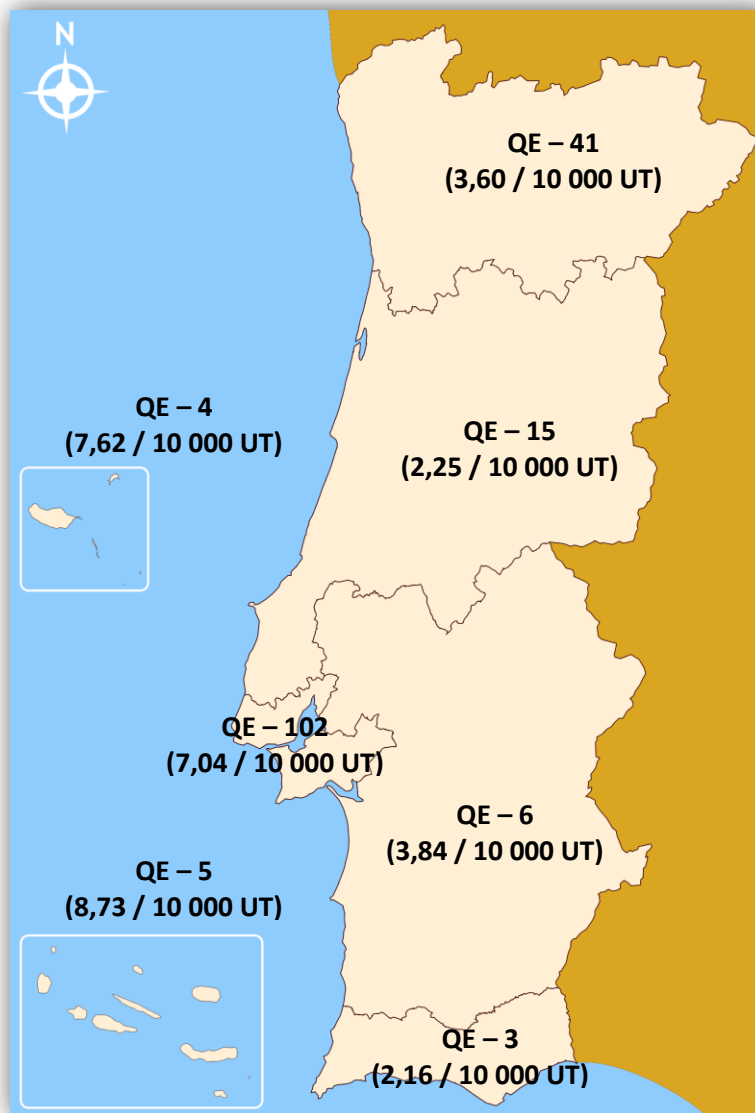 N
QE – 41
(3,60 / 10 000 UT)
QE – 4
(7,62 / 10 000 UT)
QE – 15
(2,25 / 10 000 UT)
QE – 102
(7,04 / 10 000 UT)
QE – 6
(3,84 / 10 000 UT)
QE – 5
(8,73 / 10 000 UT)
QE – 3
(2,16 / 10 000 UT)